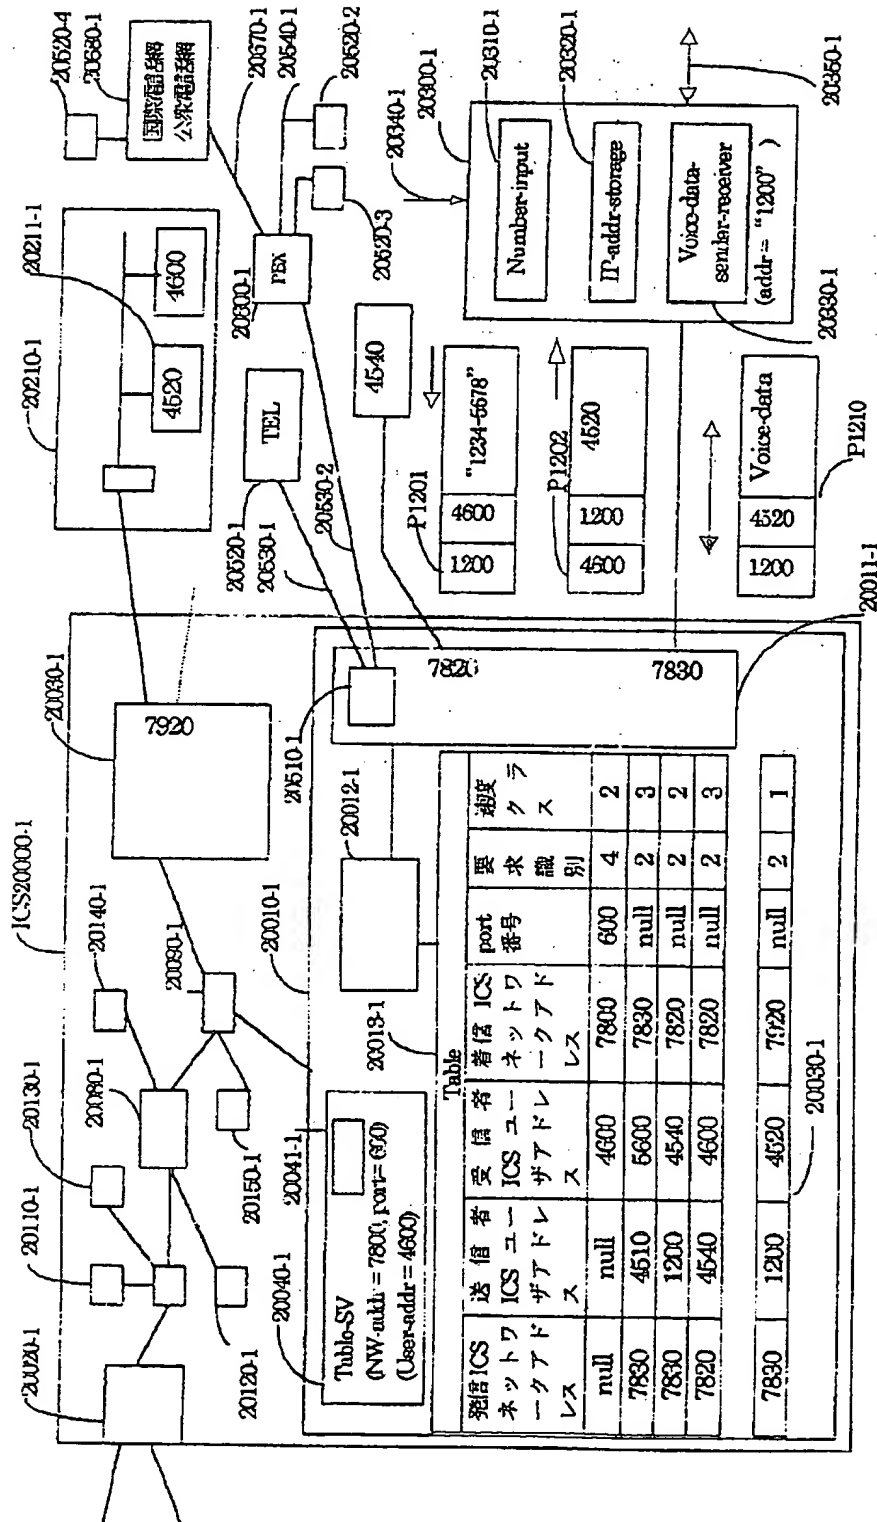 20520-4
20680-1
国際電話網
公衆電話網
20670-1
20540-1
20520-2
20520-3
20800-1
PBX
20211-1
20210-1
4520
4600
20340-1
20300-1
20310-1
20320-1
20350-1
Number-input
IP-addr-storage
Voice-data-
sender-receiver
(addr = "1200" )
20330-1
TEL
20520-1
20530-1
20530-2
4540
P1201
1200
4600
"1234-5678"
P1202
4600
1200
4520
1200
4520
Voice-data
P1210
20011-1
ICS20000-1
20030-1
7920
20140-1
20090-1
20130-1
20080-1
20110-1
20020-1
20120-1
20150-1
20010-1
20510-1
7820
7830
20012-1
20013-1
20041-1
20040-1
Table-SV
(NW-addr = 7800, port= 600)
(User-addr = 4600)
Table
発信ICSネットワークアドレス 送信者ICSユーザアドレス 受信者ICSユーザアドレス 着信ICSネットワークアドレス port番号 要求識別 速度クラス
null null 4600 7800 600 4 2
7830 4510 5600 7830 null 2 3
7830 1200 4540 7820 null 2 2
7820 4540 4600 7820 null 2 3
7830 1200 4520 7920 null 2 1
20030-1